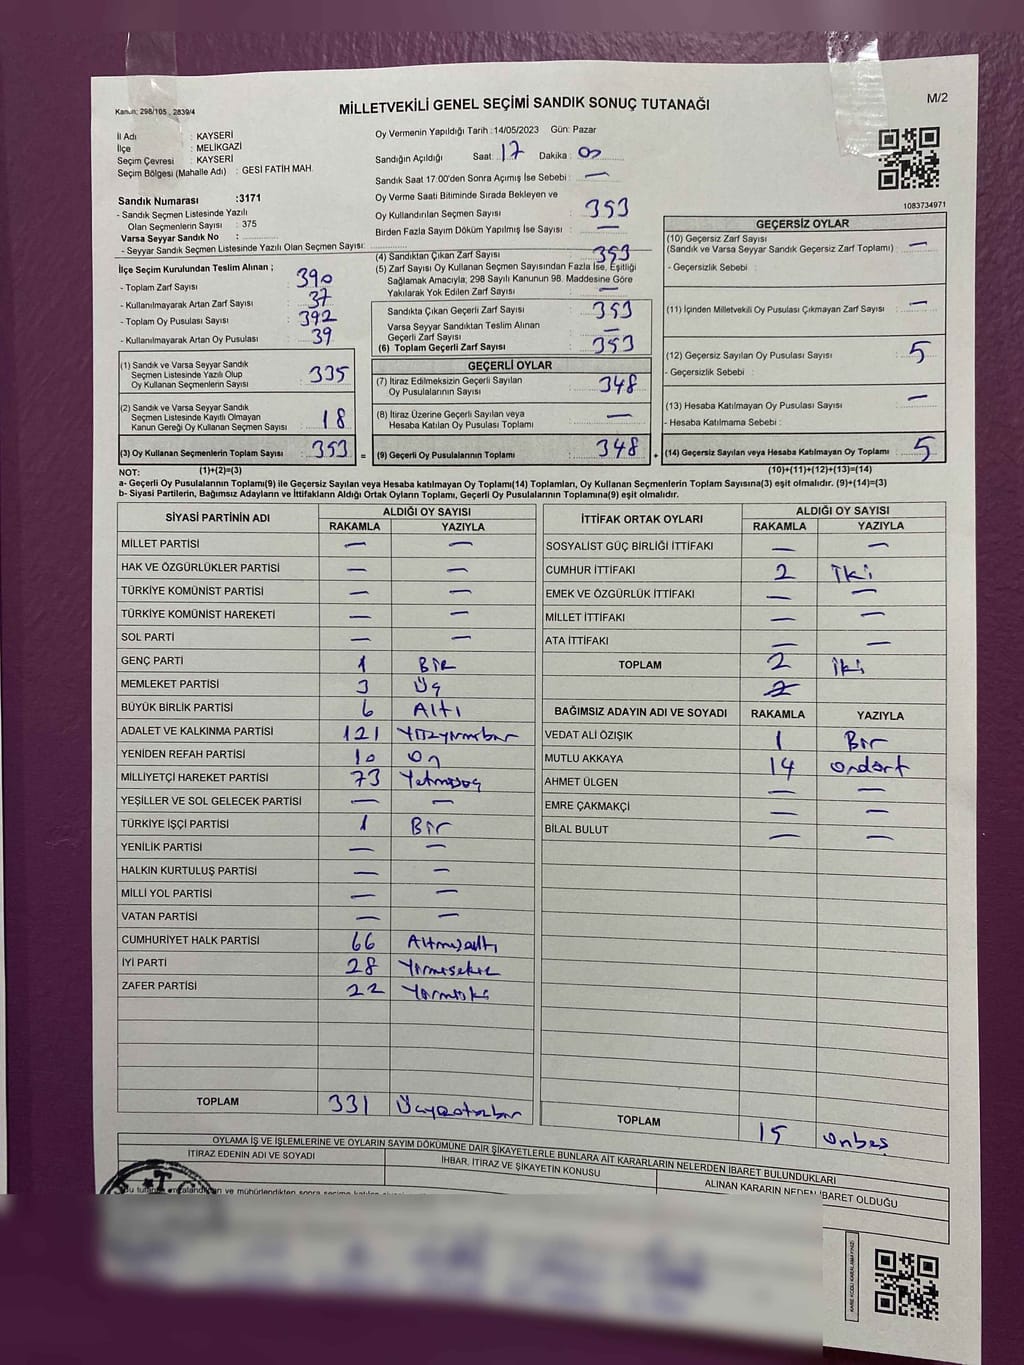 Kanun: 298/105 , 2839/4
MİLLETVEKİLİ GENEL SEÇİMİ SANDIK SONUÇ TUTANAĞI
M/2
İl Adı : KAYSERİ
İlçe : MELİKGAZİ
Seçim Çevresi : KAYSERİ
Seçim Bölgesi (Mahalle Adı) : GESİ FATİH MAH.
Sandık Numarası :3171
- Sandık Seçmen Listesinde Yazılı
Olan Seçmenlerin Sayısı : 375
Varsa Seyyar Sandık No :
- Seyyar Sandık Seçmen Listesinde Yazılı Olan Seçmen Sayısı:
İlçe Seçim Kurulundan Teslim Alınan ;
- Toplam Zarf Sayısı : 390
- Kullanılmayarak Artan Zarf Sayısı : 37
- Toplam Oy Pusulası Sayısı : 392
- Kullanılmayarak Artan Oy Pusulası : 39
(1) Sandık ve Varsa Seyyar Sandık
Seçmen Listesinde Yazılı Olup
Oy Kullanan Seçmenlerin Sayısı : 335
(2) Sandık ve Varsa Seyyar Sandık
Seçmen Listesinde Kayıtlı Olmayan
Kanun Gereği Oy Kullanan Seçmen Sayısı : 18
(3) Oy Kullanan Seçmenlerin Toplam Sayısı : 353 =
Oy Vermenin Yapıldığı Tarih :14/05/2023 Gün: Pazar
Sandığın Açıldığı Saat : 17 Dakika : 00
Sandık Saat 17:00'den Sonra Açımış İse Sebebi : —
Oy Verme Saati Bitiminde Sırada Bekleyen ve
Oy Kullandırılan Seçmen Sayısı : 353
Birden Fazla Sayım Döküm Yapılmış İse Sayısı : —
(4) Sandıktan Çıkan Zarf Sayısı : 353
(5) Zarf Sayısı Oy Kullanan Seçmen Sayısından Fazla İse, Eşitliği
Sağlamak Amacıyla; 298 Sayılı Kanunun 98. Maddesine Göre
Yakılarak Yok Edilen Zarf Sayısı : —
Sandıkta Çıkan Geçerli Zarf Sayısı : 353
Varsa Seyyar Sandıktan Teslim Alınan
Geçerli Zarf Sayısı : —
(6) Toplam Geçerli Zarf Sayısı : 353
GEÇERLİ OYLAR
(7) İtiraz Edilmeksizin Geçerli Sayılan
Oy Pusulalarının Sayısı : 348
(8) İtiraz Üzerine Geçerli Sayılan veya
Hesaba Katılan Oy Pusulası Toplamı : —
(9) Geçerli Oy Pusulalarının Toplamı : 348
1083734971
GEÇERSİZ OYLAR
(10) Geçersiz Zarf Sayısı
(Sandık ve Varsa Seyyar Sandık Geçersiz Zarf Toplamı) : —
- Geçersizlik Sebebi :
(11) İçinden Milletvekili Oy Pusulası Çıkmayan Zarf Sayısı : —
(12) Geçersiz Sayılan Oy Pusulası Sayısı : 5
- Geçersizlik Sebebi :
(13) Hesaba Katılmayan Oy Pusulası Sayısı : —
- Hesaba Katılmama Sebebi :
(14) Geçersiz Sayılan veya Hesaba Katılmayan Oy Toplamı : 5
NOT: (1)+(2)=(3) (10)+(11)+(12)+(13)=(14)
a- Geçerli Oy Pusulasının Toplamı(9) ile Geçersiz Sayılan veya Hesaba katılmayan Oy Toplamı(14) Toplamları, Oy Kullanan Seçmenlerin Toplam Sayısına(3) eşit olmalıdır. (9)+(14)=(3)
b- Siyasi Partilerin, Bağımsız Adayların ve İttifakların Aldığı Ortak Oyların Toplamı, Geçerli Oy Pusulalarının Toplamına(9) eşit olmalıdır.
SİYASİ PARTİNİN ADI ALDIĞI OY SAYISI
RAKAMLA YAZIYLA
MİLLET PARTİSİ — —
HAK VE ÖZGÜRLÜKLER PARTİSİ — —
TÜRKİYE KOMÜNİST PARTİSİ — —
TÜRKİYE KOMÜNİST HAREKETİ — —
SOL PARTİ — —
GENÇ PARTİ 1 Bir
MEMLEKET PARTİSİ 3 Üç
BÜYÜK BİRLİK PARTİSİ 6 Altı
ADALET VE KALKINMA PARTİSİ 121 Yüzyirmibir
YENİDEN REFAH PARTİSİ 10 On
MİLLİYETÇİ HAREKET PARTİSİ 73 Yetmişüç
YEŞİLLER VE SOL GELECEK PARTİSİ — —
TÜRKİYE İŞÇİ PARTİSİ 1 Bir
YENİLİK PARTİSİ — —
HALKIN KURTULUŞ PARTİSİ — —
MİLLİ YOL PARTİSİ — —
VATAN PARTİSİ — —
CUMHURİYET HALK PARTİSİ 66 Altmışaltı
İYİ PARTİ 28 Yirmisekiz
ZAFER PARTİSİ 22 Yirmiiki
TOPLAM 331 Üçyüzotuzbir
İTTİFAK ORTAK OYLARI ALDIĞI OY SAYISI
RAKAMLA YAZIYLA
SOSYALİST GÜÇ BİRLİĞİ İTTİFAKI — —
CUMHUR İTTİFAKI 2 İki
EMEK VE ÖZGÜRLÜK İTTİFAKI — —
MİLLET İTTİFAKI — —
ATA İTTİFAKI — —
TOPLAM 2 iki
2
BAĞIMSIZ ADAYIN ADI VE SOYADI RAKAMLA YAZIYLA
VEDAT ALİ ÖZIŞIK 1 Bir
MUTLU AKKAYA 14 ondört
AHMET ÜLGEN — —
EMRE ÇAKMAKÇİ — —
BİLAL BULUT — —
TOPLAM 15 onbeş
OYLAMA İŞ VE İŞLEMLERİNE VE OYLARIN SAYIM DÖKÜMÜNE DAİR ŞİKAYETLERLE BUNLARA AİT KARARLARIN NELERDEN İBARET BULUNDUKLARI
İTİRAZ EDENİN ADI VE SOYADI İHBAR, İTİRAZ VE ŞİKAYETİN KONUSU ALINAN KARARIN NEDEN İBARET OLDUĞU
T.C.
KARE KODU KARALAMAYINIZ!